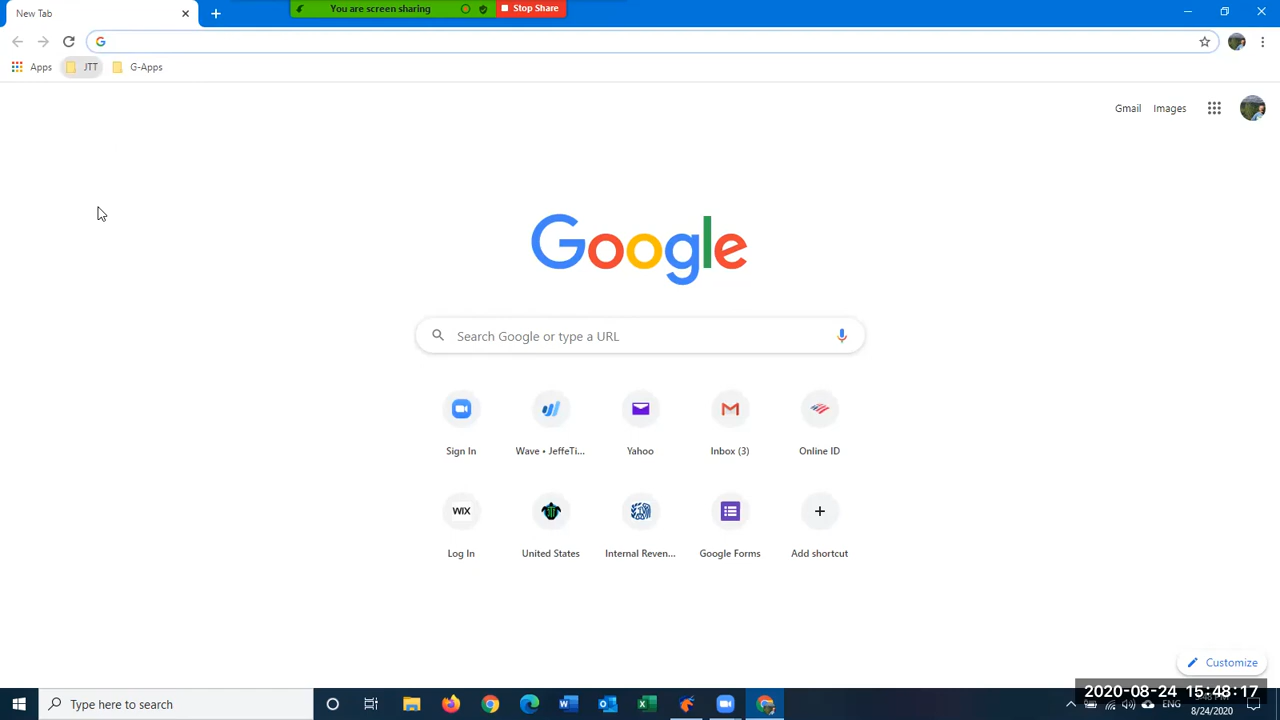 New Tab
You are screen sharing
Stop Share
Apps
JTT
G-Apps
Gmail
Images
Google
Search Google or type a URL
Sign In
Wave • JeffeTi...
Yahoo
Inbox (3)
Online ID
WIX
Log In
United States
Internal Reven...
Google Forms
Add shortcut
Customize
Type here to search
2020-08-24 15:48:17
ENG
8/24/2020